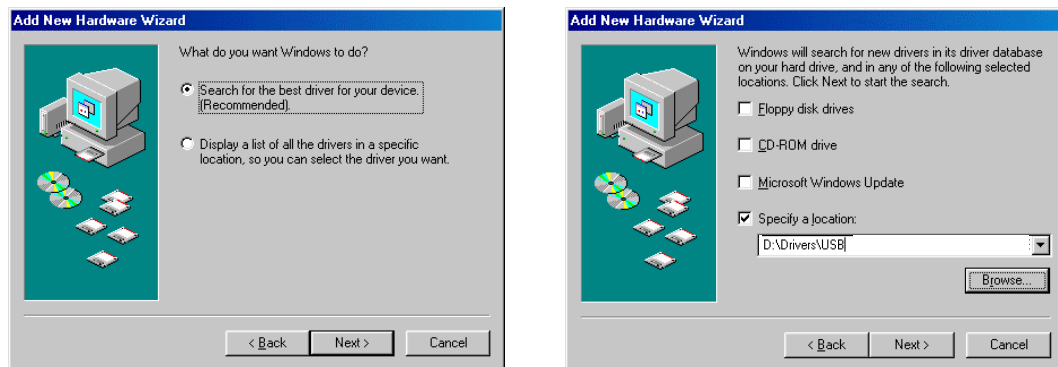 Add New Hardware Wizard
What do you want Windows to do?
Search for the best driver for your device.
(Recommended).
Display a list of all the drivers in a specific
location, so you can select the driver you want.
< Back
Next >
Cancel
Add New Hardware Wizard
Windows will search for new drivers in its driver database
on your hard drive, and in any of the following selected
locations. Click Next to start the search.
Floppy disk drives
CD-ROM drive
Microsoft Windows Update
Specify a location:
D:\Drivers\USB
Browse...
< Back
Next >
Cancel